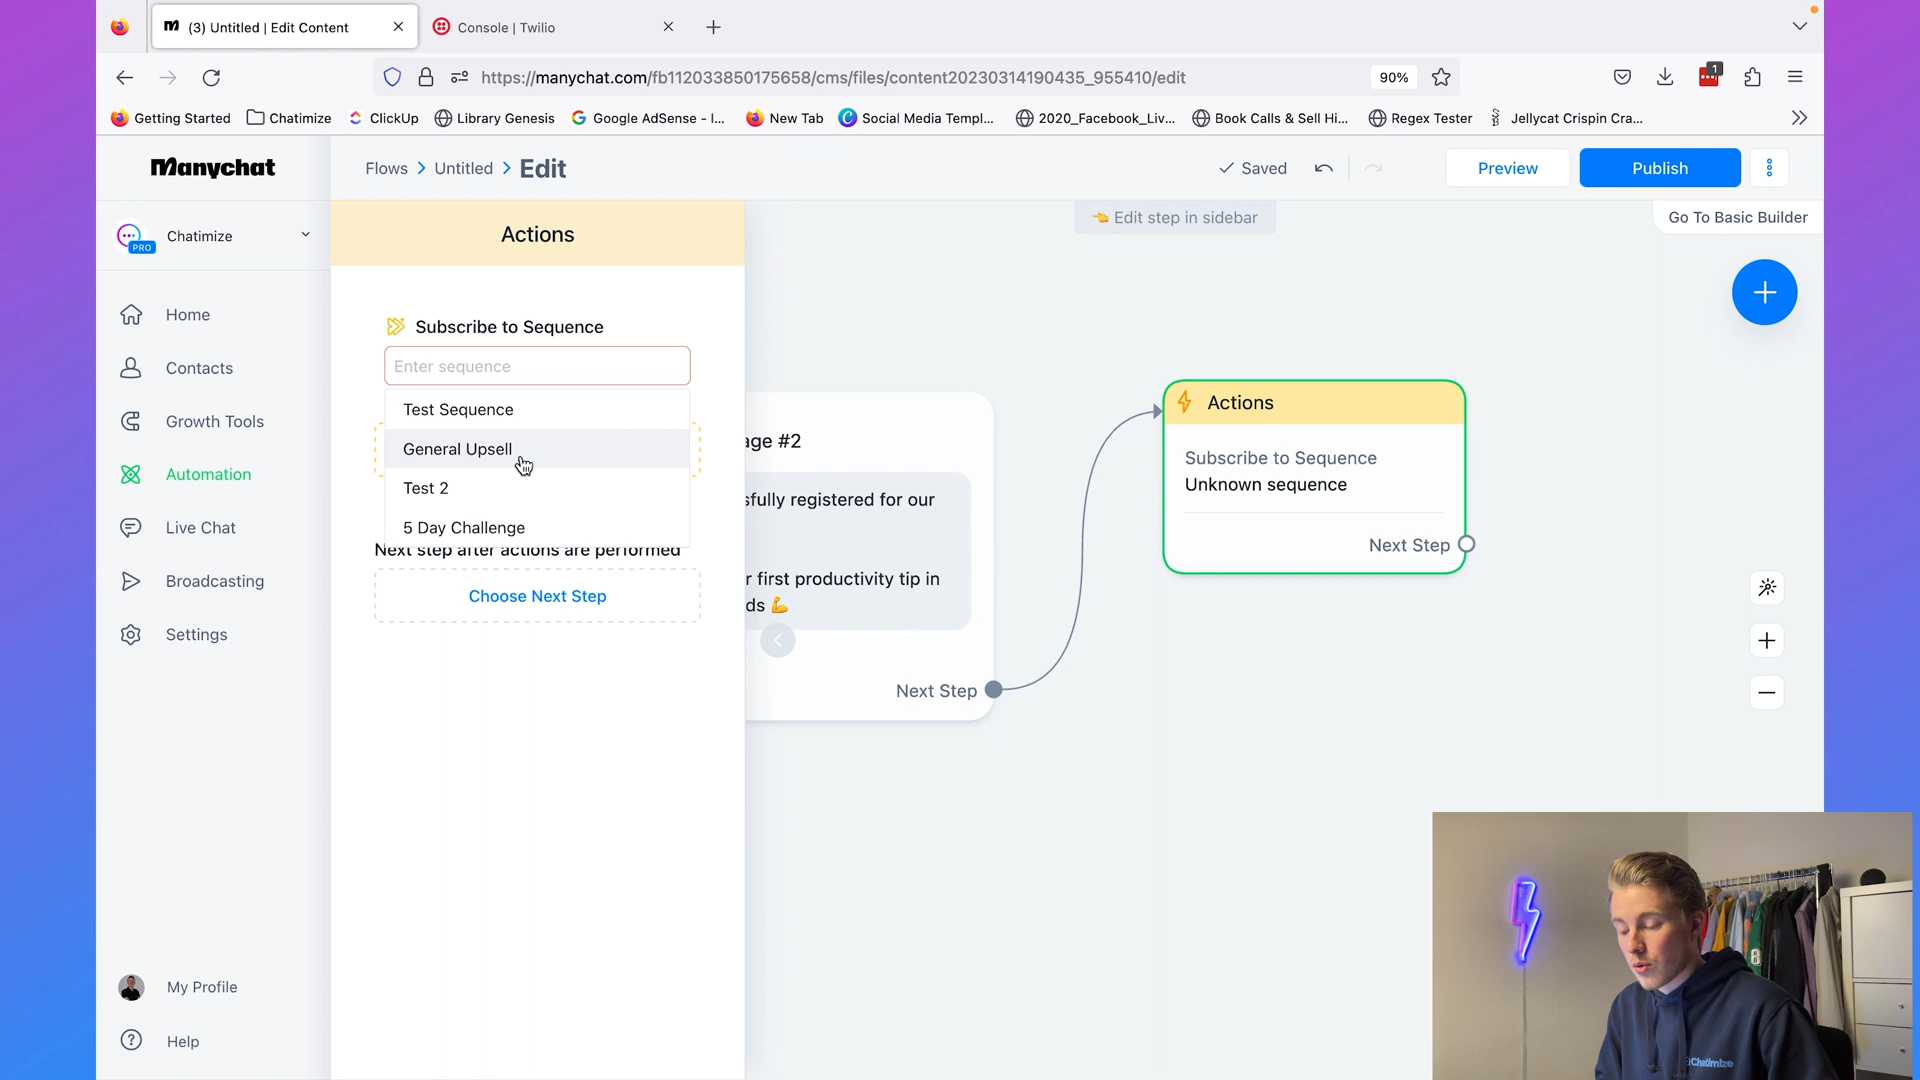 (3) Untitled | Edit Content
Console | Twilio
https://manychat.com/fb112033850175658/cms/files/content20230314190435_955410/edit
90%
1
Getting Started
Chatimize
ClickUp
Library Genesis
Google AdSense - I...
New Tab
Social Media Templ...
2020_Facebook_Liv...
Book Calls & Sell Hi...
Regex Tester
Jellycat Crispin Cra...
Manychat
Flows > Untitled > Edit
Saved
Preview
Publish
PRO
Chatimize
Home
Contacts
Growth Tools
Automation
Live Chat
Broadcasting
Settings
My Profile
Help
Actions
Subscribe to Sequence
Enter sequence
Test Sequence
General Upsell
Test 2
5 Day Challenge
Next step after actions are performed
Choose Next Step
👈 Edit step in sidebar
Go To Basic Builder
age #2
sfully registered for our
r first productivity tip in
ds 💪
Next Step
Actions
Subscribe to Sequence
Unknown sequence
Next Step
Chatimize